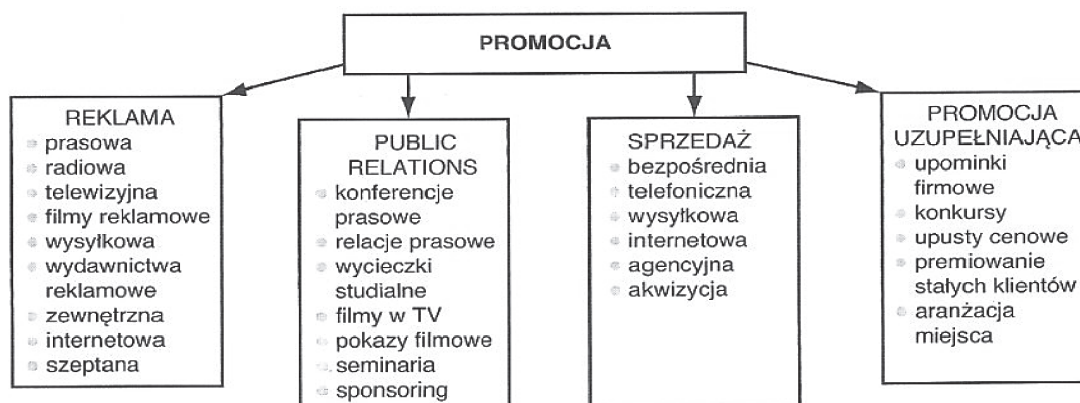 PROMOCJA
REKLAMA
prasowa
radiowa
telewizyjna
filmy reklamowe
wysyłkowa
wydawnictwa
reklamowe
zewnętrzna
internetowa
szeptana
PUBLIC
RELATIONS
konferencje
prasowe
relacje prasowe
wycieczki
studialne
filmy w TV
pokazy filmowe
seminaria
sponsoring
SPRZEDAŻ
bezpośrednia
telefoniczna
wysyłkowa
internetowa
agencyjna
akwizycja
PROMOCJA
UZUPEŁNIAJĄCA
upominki
firmowe
konkursy
upusty cenowe
premiowanie
stałych klientów
aranżacja
miejsca